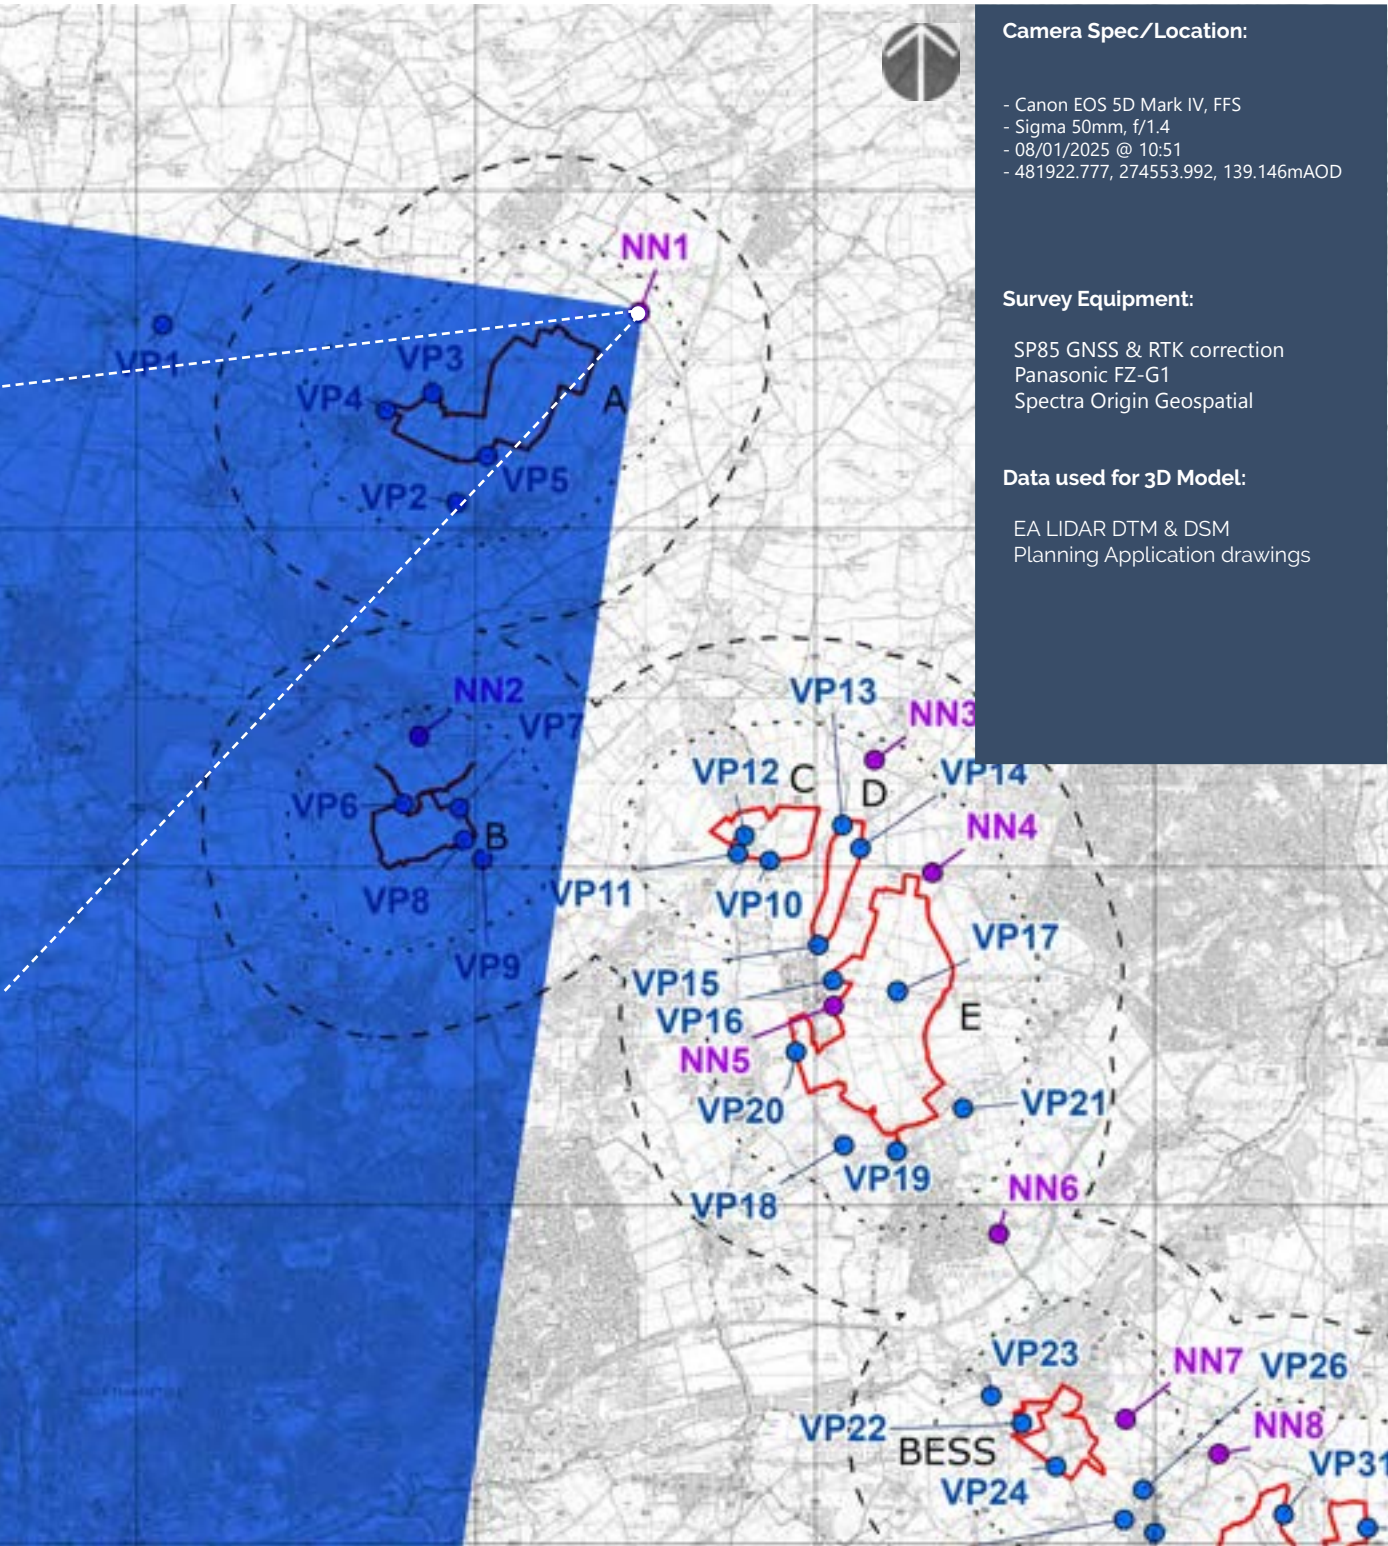 Camera Spec/Location:
- Canon EOS 5D Mark IV, FFS
- Sigma 50mm, f/1.4
- 08/01/2025 @ 10:51
- 481922.777, 274553.992, 139.146mAOD
Survey Equipment:
SP85 GNSS & RTK correction
Panasonic FZ-G1
Spectra Origin Geospatial
Data used for 3D Model:
EA LIDAR DTM & DSM
Planning Application drawings
NN1
VP1
VP3
VP4
A
VP5
VP2
NN2
VP7
VP6
B
VP8
VP9
VP13
NN3
VP12
C
D
VP14
NN4
VP11
VP10
VP17
VP15
VP16
E
NN5
VP20
VP21
VP19
VP18
NN6
VP23
NN7
VP26
VP22
BESS
NN8
VP24
VP31